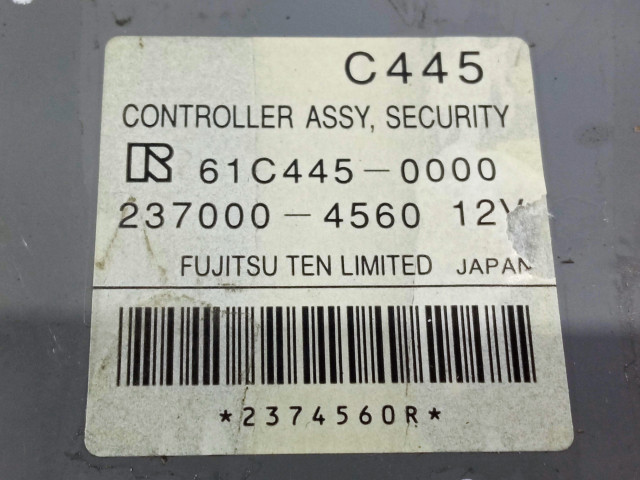 C445
CONTROLLER ASSY, SECURITY
R 61C445-0000
237000-4560 12V
FUJITSU TEN LIMITED JAPAN
*2374560R*